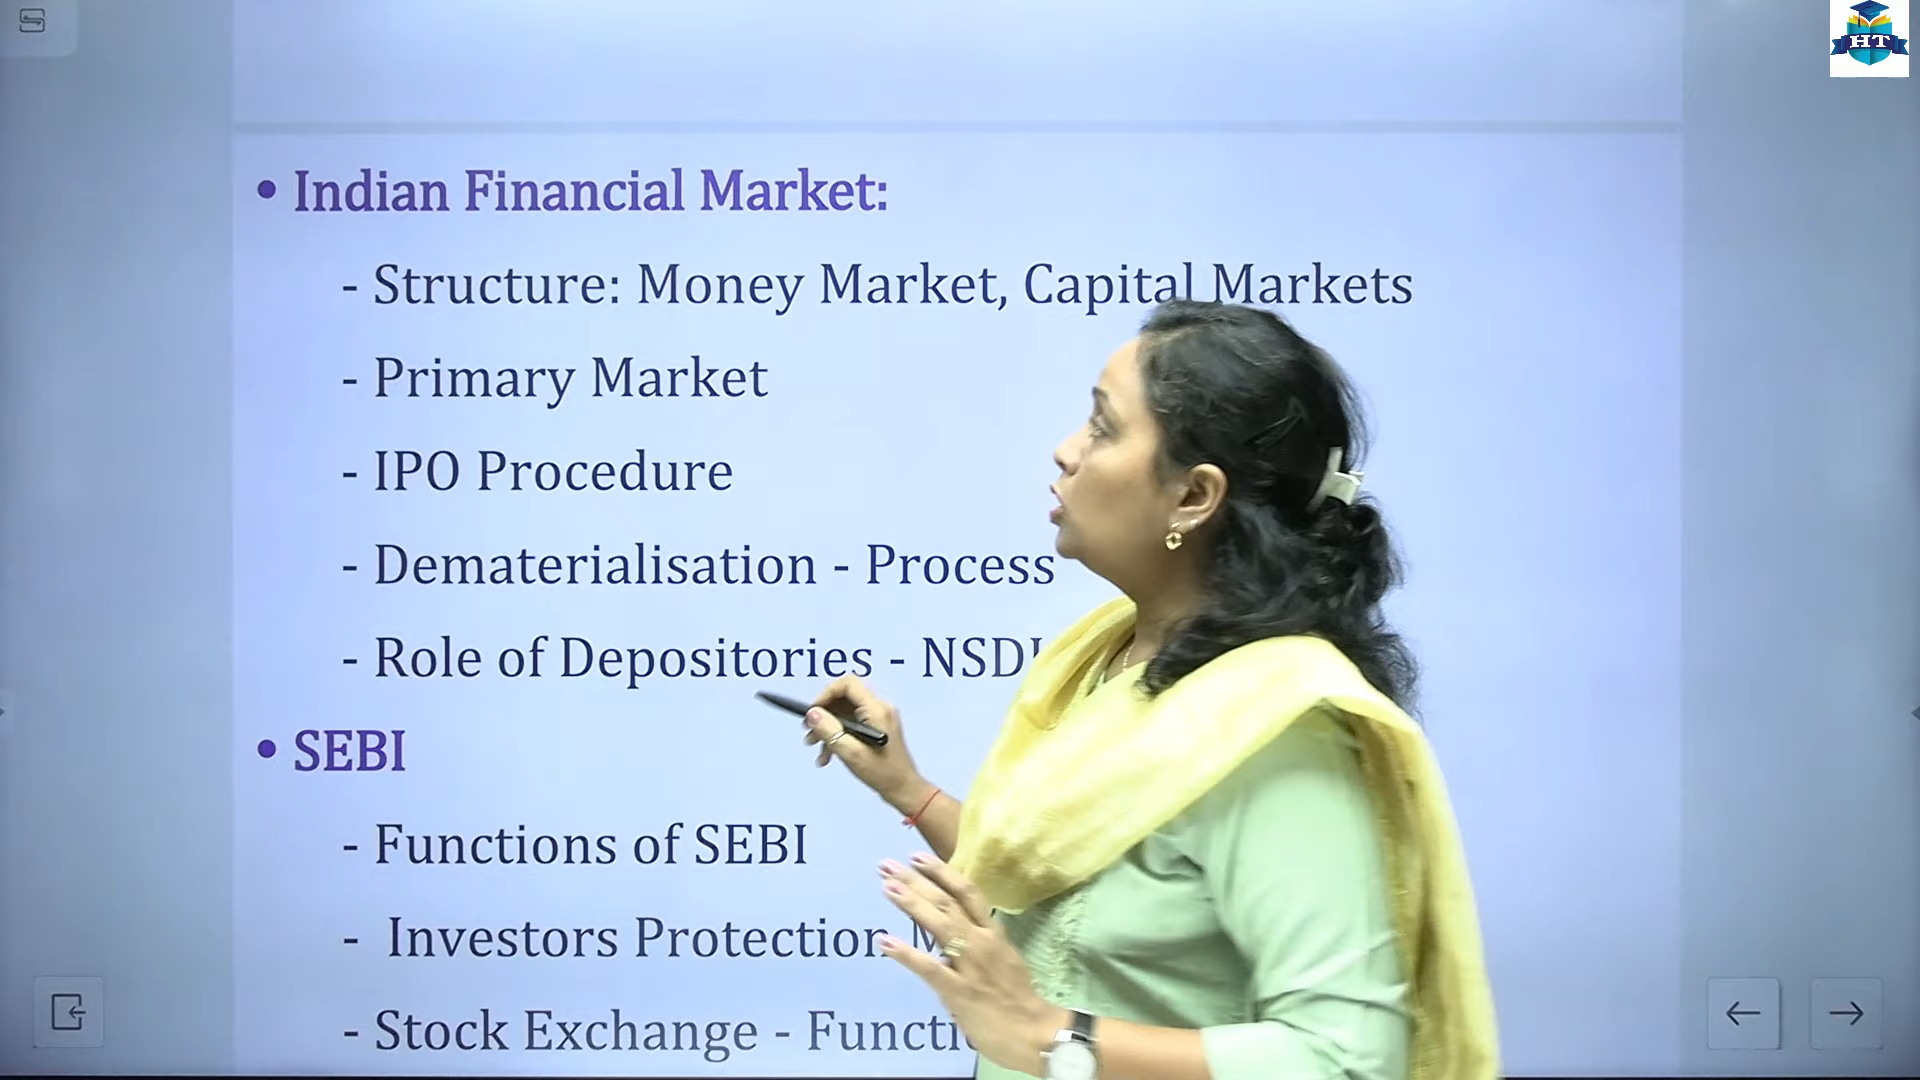 HT
• Indian Financial Market:
- Structure: Money Market, Capital Markets
- Primary Market
- IPO Procedure
- Dematerialisation - Process
- Role of Depositories -
• SEBI
- Functions of SEBI
- Investors Protection
- Stock Exchange -